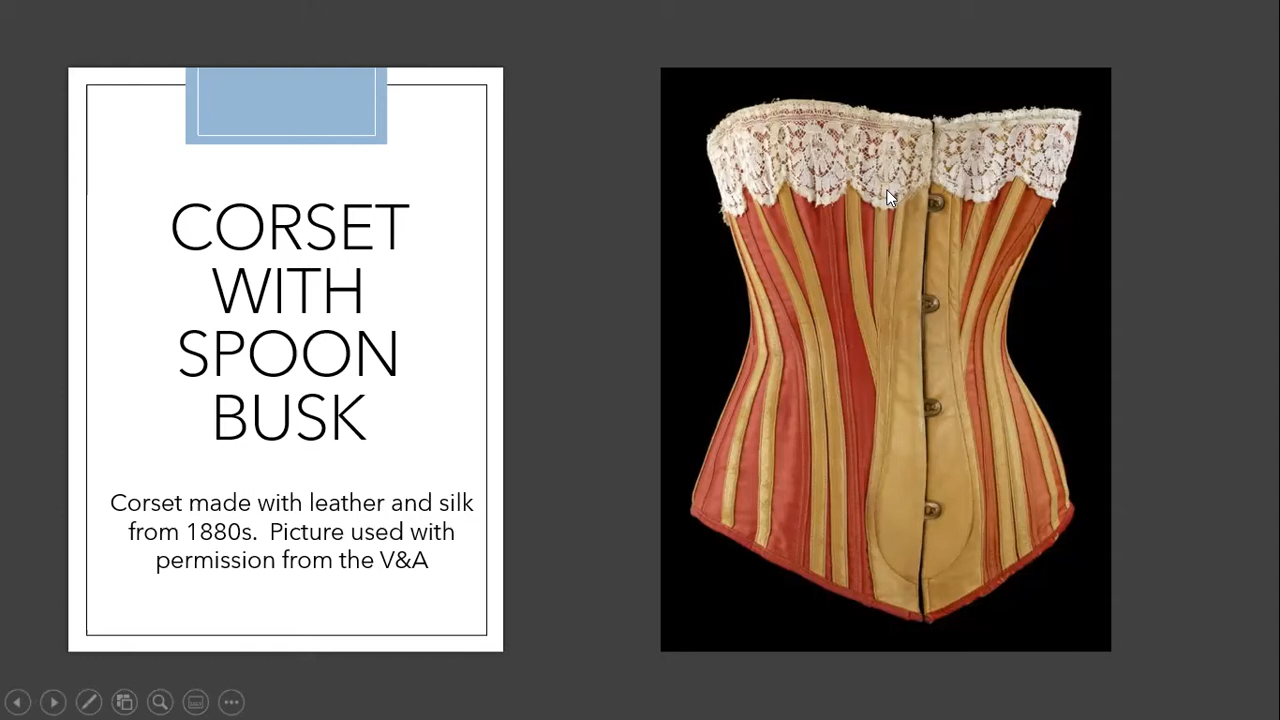 CORSET
WITH
SPOON
BUSK
Corset made with leather and silk
from 1880s.  Picture used with
permission from the V&A